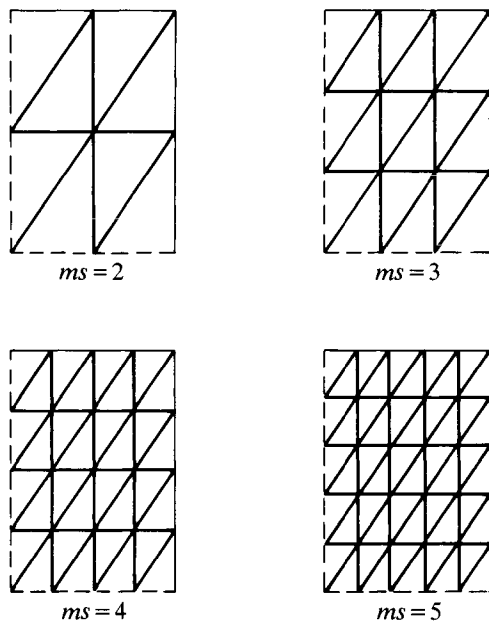 ms = 2
ms = 3
ms = 4
ms = 5